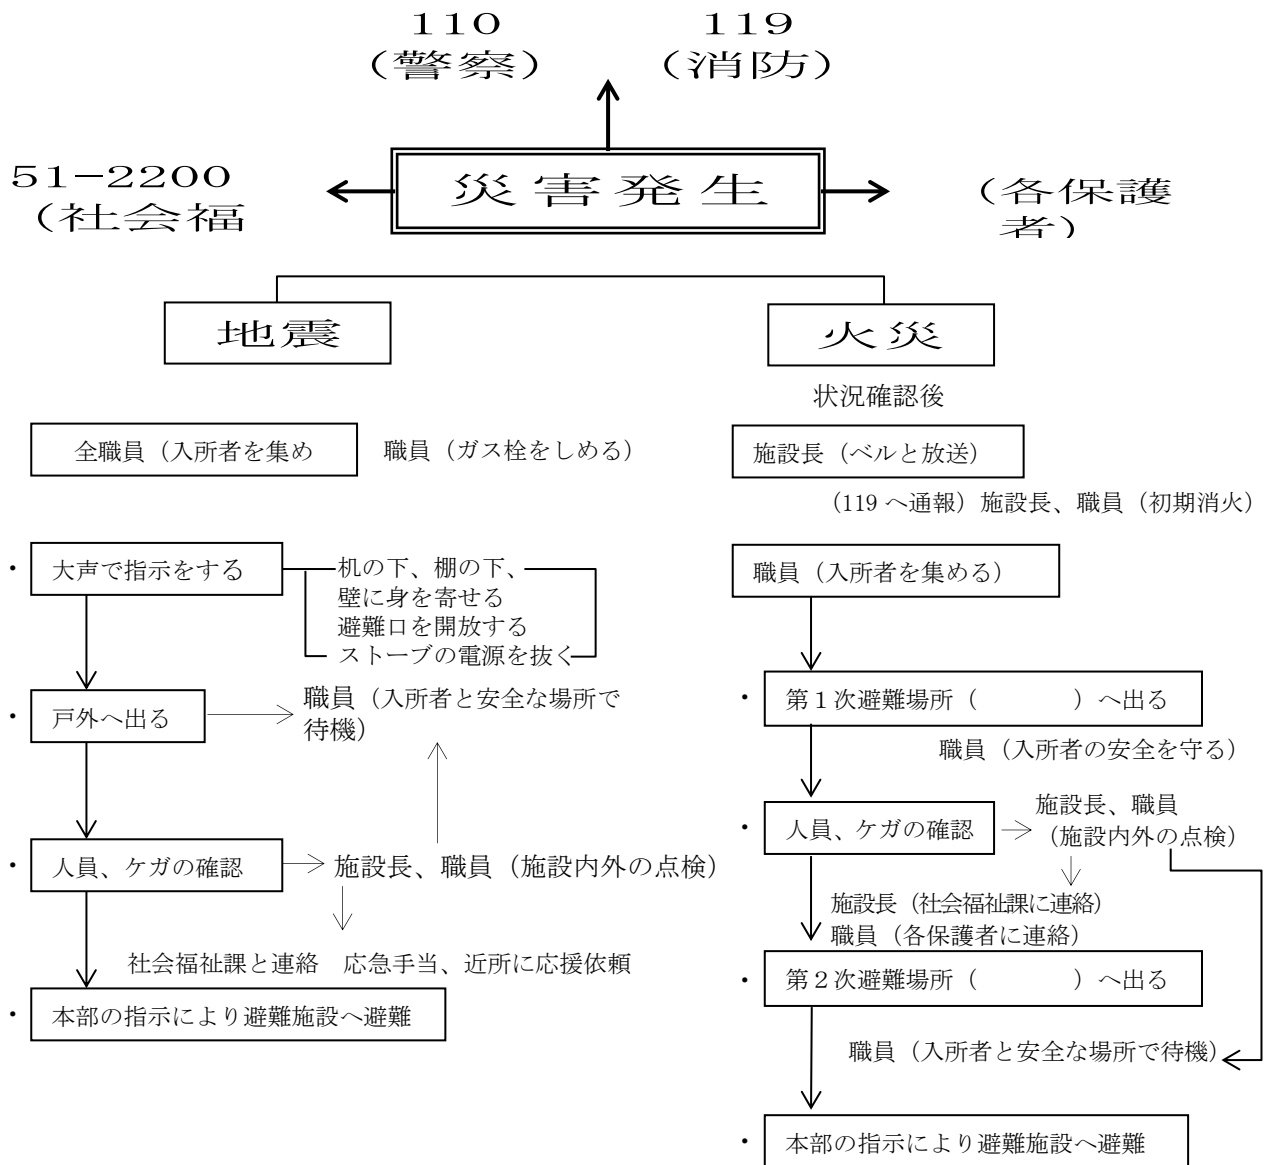 110
119
（警察）
（消防）
51－2200
（社会福
災害発生
（各保護
者）
地震
火災
状況確認後
全職員（入所者を集め
職員（ガス栓をしめる）
施設長（ベルと放送）
（119 へ通報）施設長、職員（初期消火）
・ 大声で指示をする
机の下、棚の下、
壁に身を寄せる
避難口を開放する
ストーブの電源を抜く
・ 戸外へ出る
職員（入所者と安全な場所で
待機）
・ 人員、ケガの確認
施設長、職員（施設内外の点検）
社会福祉課と連絡　応急手当、近所に応援依頼
・ 本部の指示により避難施設へ避難
職員（入所者を集める）
・ 第１次避難場所（　　　　）へ出る
職員（入所者の安全を守る）
・ 人員、ケガの確認
施設長、職員
（施設内外の点検）
施設長（社会福祉課に連絡）
職員（各保護者に連絡）
・ 第２次避難場所（　　　　）へ出る
職員（入所者と安全な場所で待機）
・ 本部の指示により避難施設へ避難